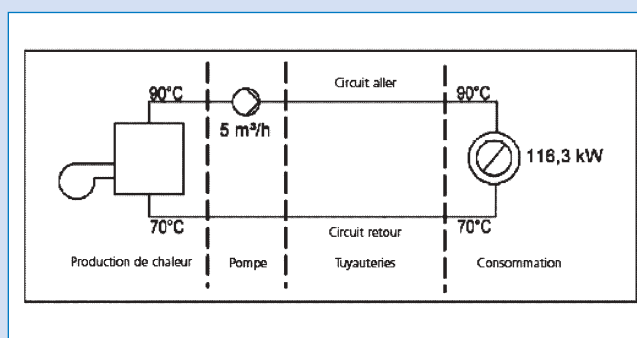 Circuit aller
90°C
90°C
5 m³/h
116,3 kW
70°C
70°C
Circuit retour
Production de chaleur
Pompe
Tuyauteries
Consommation